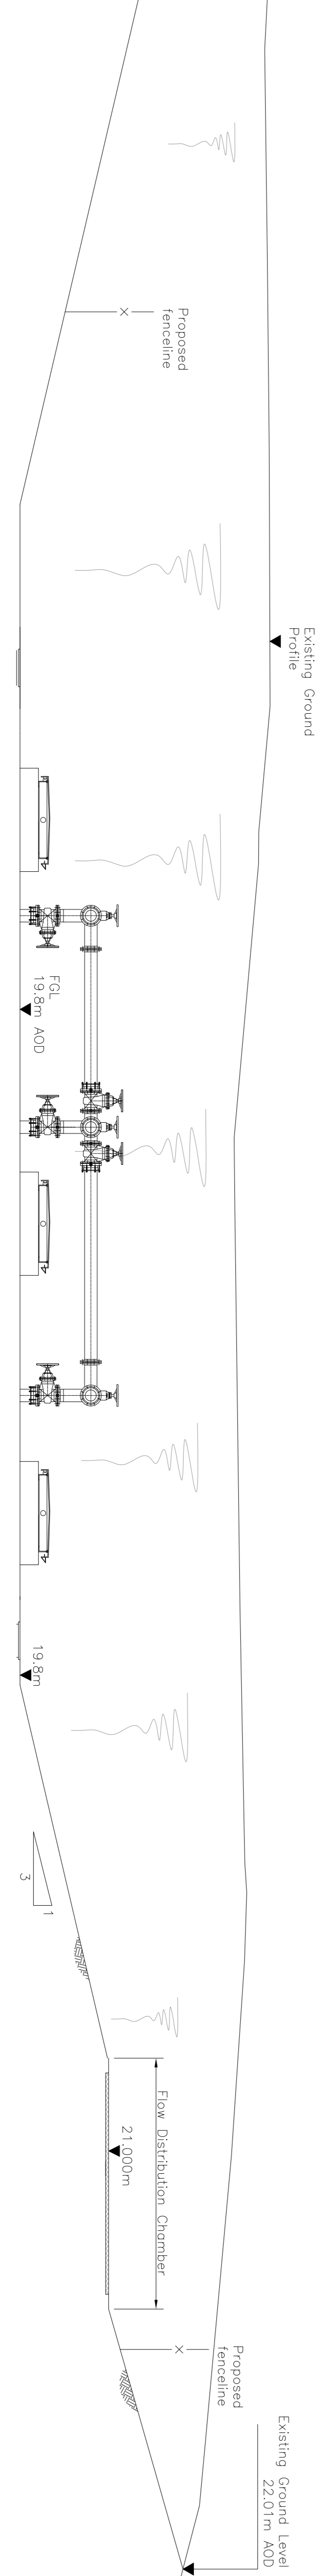 Proposed
fenceline
Existing Ground
Profile
FGL
19.8m AOD
19.8m
1
3
Flow Distribution Chamber
21.000m
Proposed
fenceline
Existing Ground Level
22.01m AOD